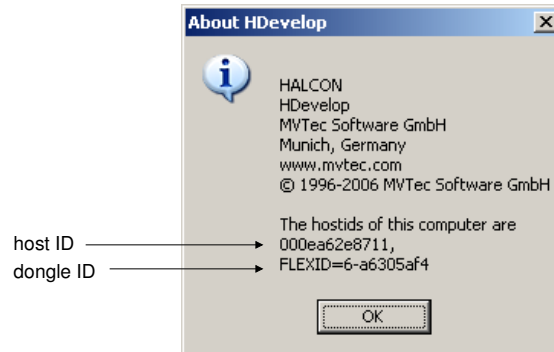 About HDevelop
HALCON
HDevelop
MVTec Software GmbH
Munich, Germany
www.mvtec.com
© 1996-2006 MVTec Software GmbH
The hostids of this computer are
host ID
000ea62e8711,
dongle ID
FLEXID=6-a6305af4
OK